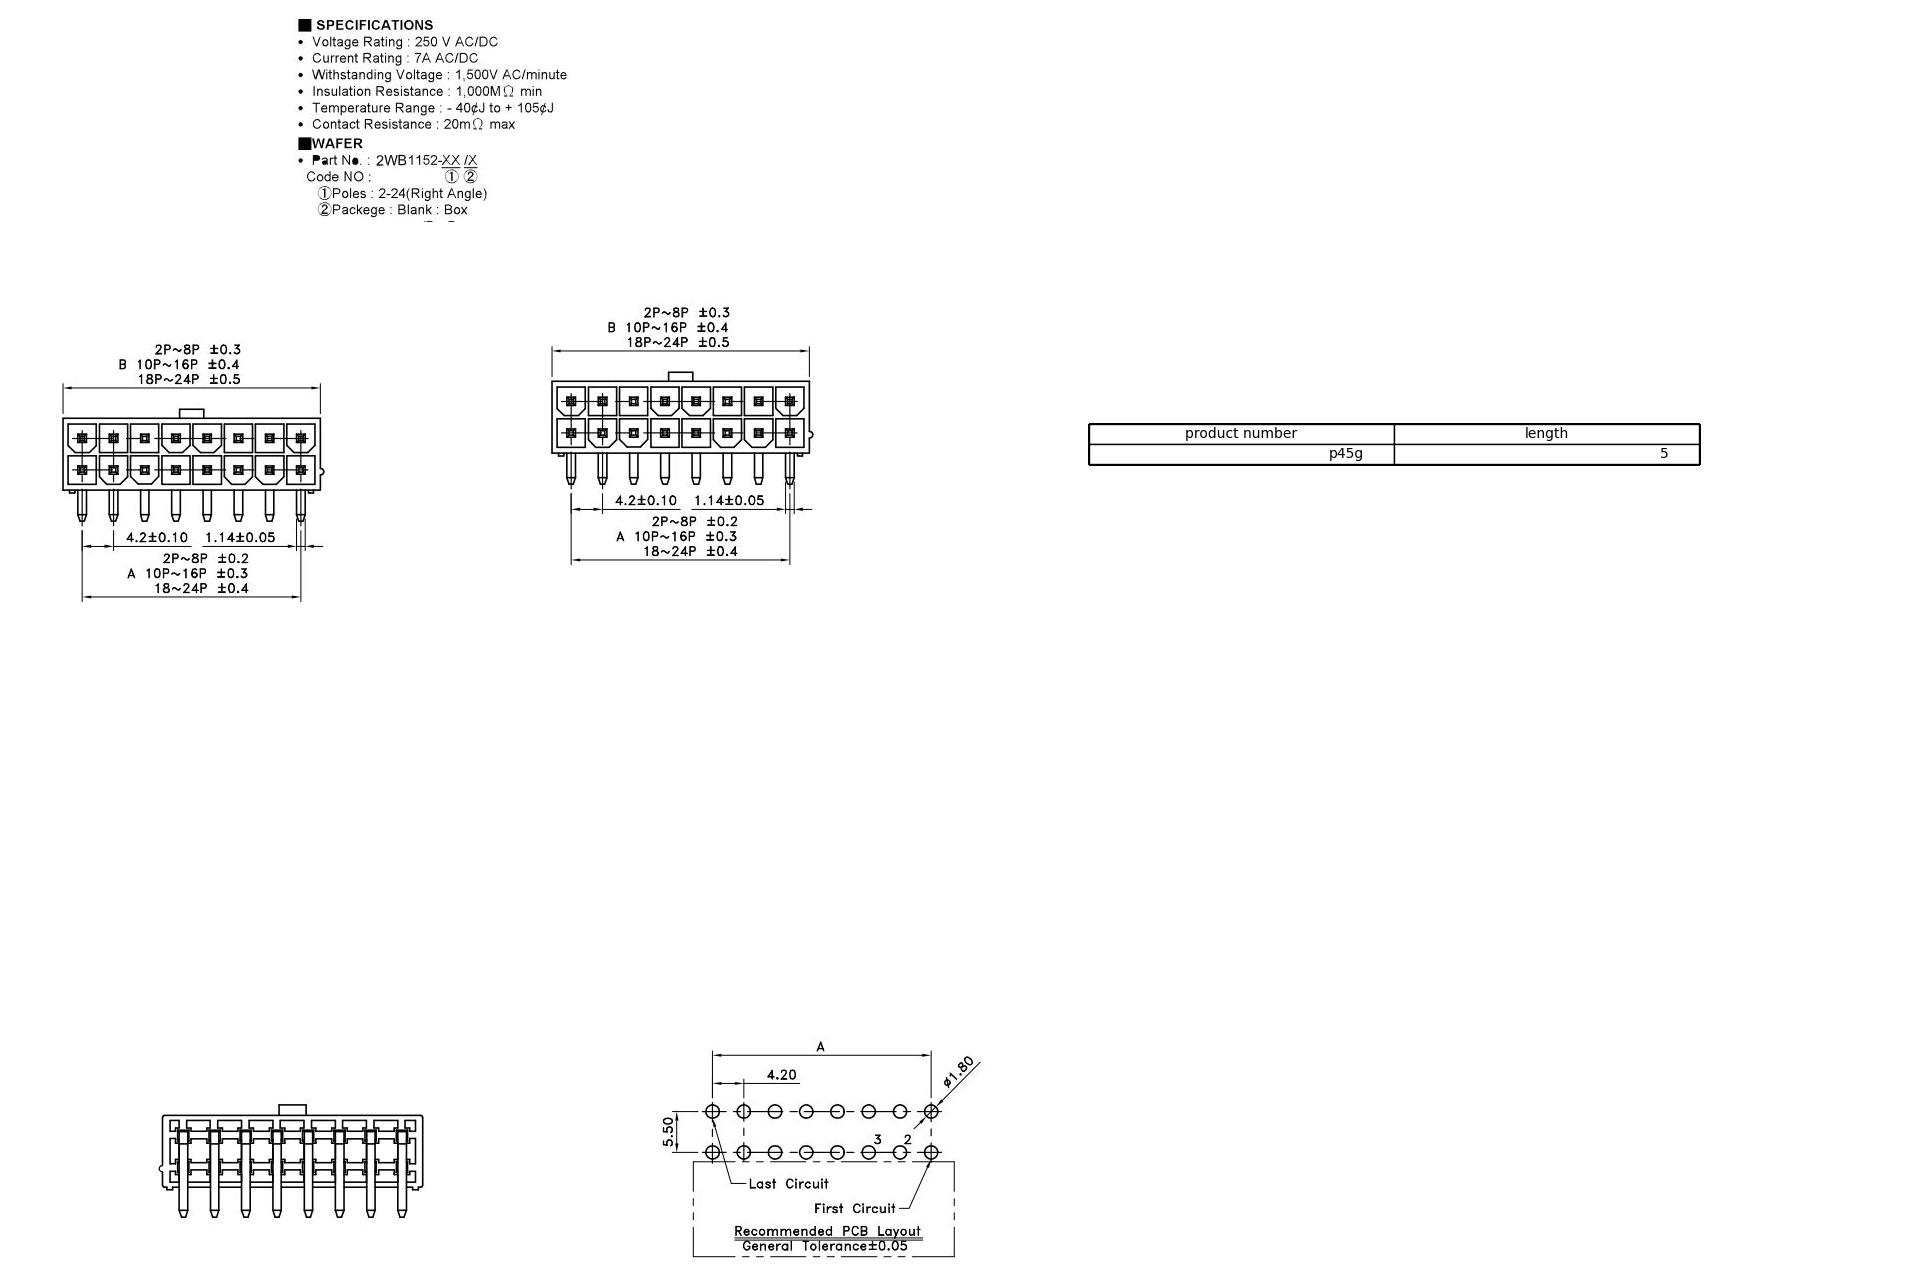 ■ SPECIFICATIONS
• Voltage Rating : 250 V AC/DC
• Current Rating : 7A AC/DC
• Withstanding Voltage : 1,500V AC/minute
• Insulation Resistance : 1,000MΩ min
• Temperature Range : - 40¢J to + 105¢J
• Contact Resistance : 20mΩ max
■WAFER
• Part No. : 2WB1152-XX /X
Code NO : ① ②
①Poles : 2-24(Right Angle)
②Packege : Blank : Box
2P~8P ±0.3
B 10P~16P ±0.4
18P~24P ±0.5
4.2±0.10 1.14±0.05
2P~8P ±0.2
A 10P~16P ±0.3
18~24P ±0.4
2P~8P ±0.3
B 10P~16P ±0.4
18P~24P ±0.5
4.2±0.10 1.14±0.05
2P~8P ±0.2
A 10P~16P ±0.3
18~24P ±0.4
product number length
p45g 5
A
4.20
ø1.80
5.50
3 2
Last Circuit
First Circuit
Recommended PCB Layout
General Tolerance±0.05